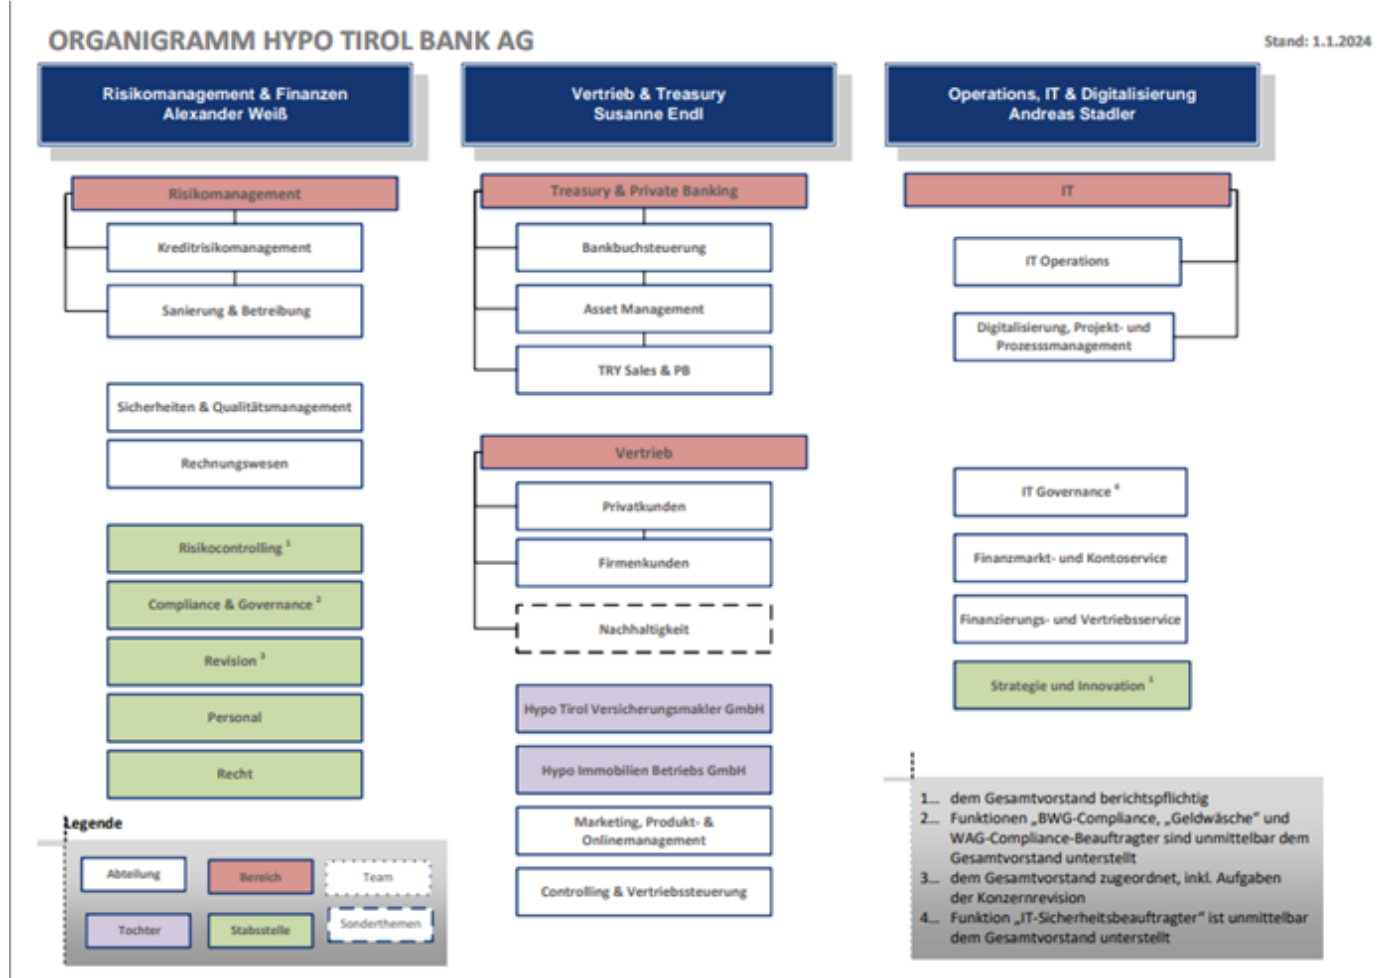 ORGANIGRAMM HYPO TIROL BANK AG
Stand: 1.1.2024
Risikomanagement & Finanzen
Alexander Weiß
Risikomanagement
Kreditrisikomanagement
Sanierung & Betreibung
Sicherheiten & Qualitätsmanagement
Rechnungswesen
Risikocontrolling ¹
Compliance & Governance ²
Revision ³
Personal
Recht
Vertrieb & Treasury
Susanne Endl
Treasury & Private Banking
Bankbuchsteuerung
Asset Management
TRY Sales & PB
Vertrieb
Privatkunden
Firmenkunden
Nachhaltigkeit
Hypo Tirol Versicherungsmakler GmbH
Hypo Immobilien Betriebs GmbH
Marketing, Produkt- &
Onlinemanagement
Controlling & Vertriebssteuerung
Operations, IT & Digitalisierung
Andreas Stadler
IT
IT Operations
Digitalisierung, Projekt- und
Prozesssmanagement
IT Governance ⁴
Finanzmarkt- und Kontoservice
Finanzierungs- und Vertriebsservice
Strategie und Innovation ¹
Legende
Abteilung
Bereich
Team
Tochter
Stabsstelle
Sonderthemen
1... dem Gesamtvorstand berichtspflichtig
2... Funktionen „BWG-Compliance, „Geldwäsche" und
WAG-Compliance-Beauftragter sind unmittelbar dem
Gesamtvorstand unterstellt
3... dem Gesamtvorstand zugeordnet, inkl. Aufgaben
der Konzernrevision
4... Funktion „IT-Sicherheitsbeauftragter" ist unmittelbar
dem Gesamtvorstand unterstellt